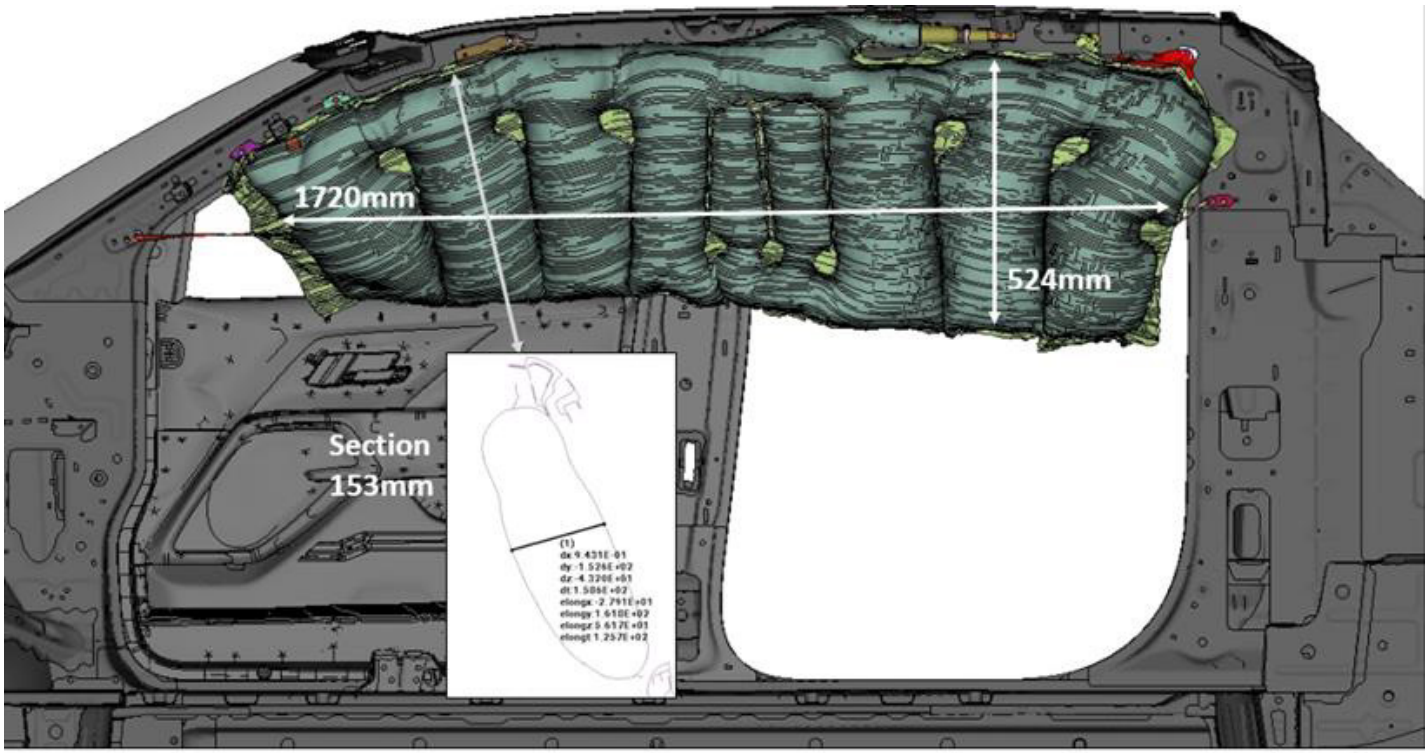 1720mm
524mm
Section
153mm
(1)
dx:9.431E-01
dy:-1.526E+02
dz:-4.320E+01
dt:1.586E+02
elongx:-2.791E+01
elongy:1.610E+02
elongz:5.617E+01
elongt:1.257E+02